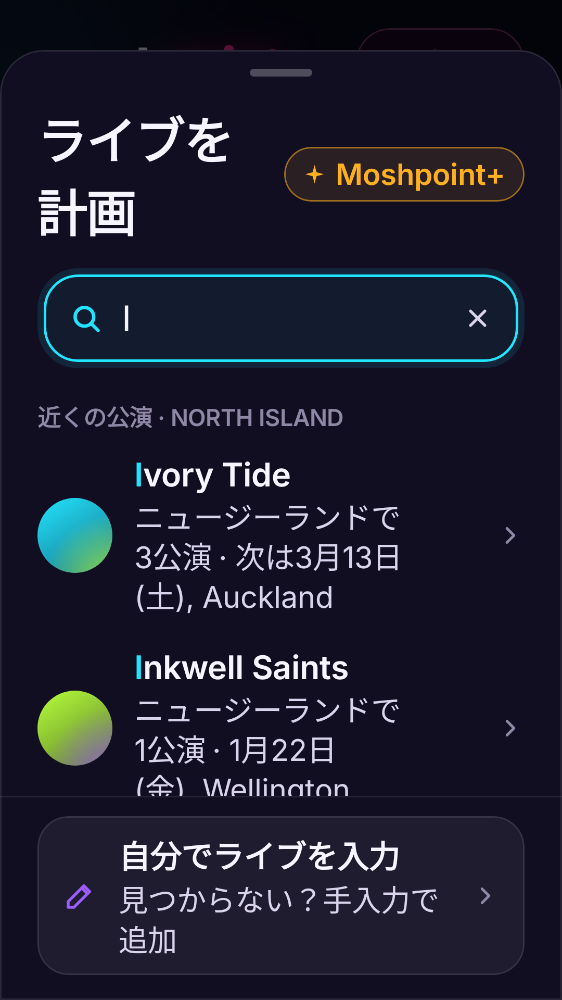 ライブを
計画
Moshpoint+
I
近くの公演 · NORTH ISLAND
Ivory Tide
ニュージーランドで
3公演 · 次は3月13日
(土), Auckland
Inkwell Saints
ニュージーランドで
1公演 · 1月22日
(金), Wellington
自分でライブを入力
見つからない？手入力で
追加